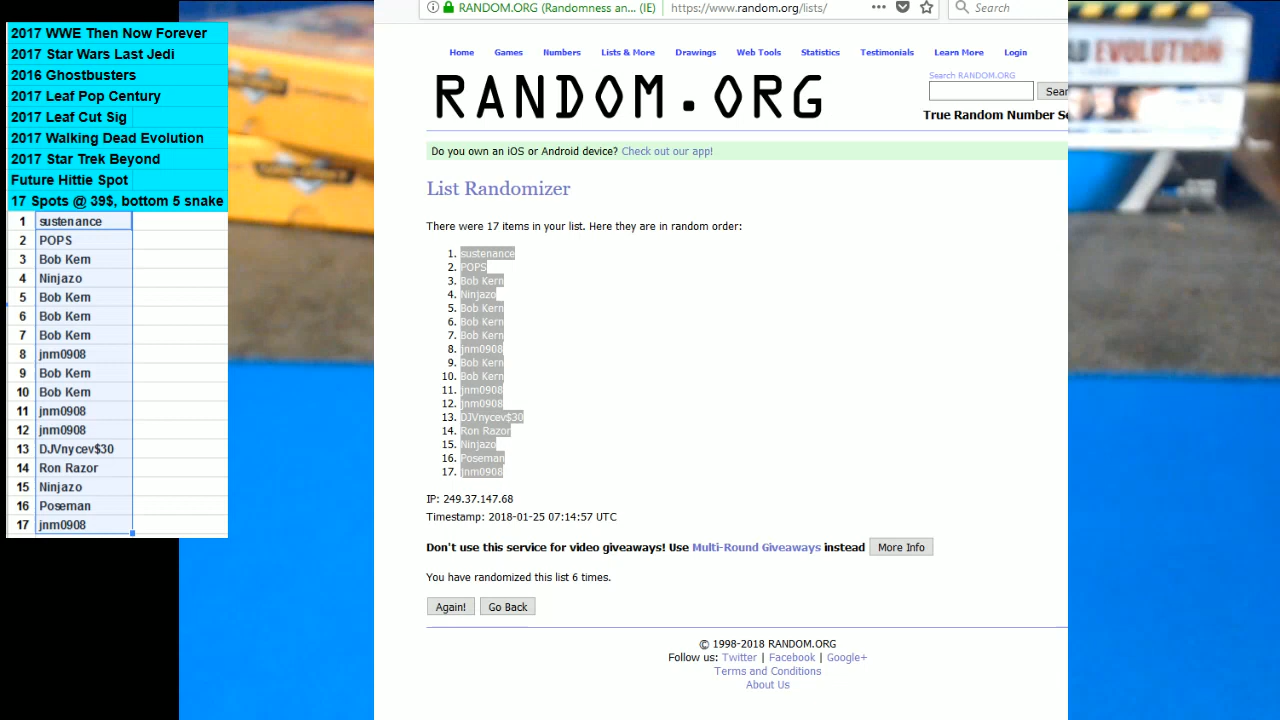 2017 WWE Then Now Forever
2017 Star Wars Last Jedi
2016 Ghostbusters
2017 Leaf Pop Century
2017 Leaf Cut Sig
2017 Walking Dead Evolution
2017 Star Trek Beyond
Future Hittie Spot
17 Spots @ 39$, bottom 5 snake
1 sustenance
2 POPS
3 Bob Kern
4 Ninjazo
5 Bob Kern
6 Bob Kern
7 Bob Kern
8 jnm0908
9 Bob Kern
10 Bob Kern
11 jnm0908
12 jnm0908
13 DJVnycev$30
14 Ron Razor
15 Ninjazo
16 Poseman
17 jnm0908
RANDOM.ORG (Randomness an... (IE) https://www.random.org/lists/ Search
Home Games Numbers Lists & More Drawings Web Tools Statistics Testimonials Learn More Login
RANDOM.ORG
Search RANDOM.ORG
Sear
True Random Number Se
Do you own an iOS or Android device? Check out our app!
List Randomizer
There were 17 items in your list. Here they are in random order:
1. sustenance
2. POPS
3. Bob Kern
4. Ninjazo
5. Bob Kern
6. Bob Kern
7. Bob Kern
8. jnm0908
9. Bob Kern
10. Bob Kern
11. jnm0908
12. jnm0908
13. DJVnycev$30
14. Ron Razor
15. Ninjazo
16. Poseman
17. jnm0908
IP: 249.37.147.68
Timestamp: 2018-01-25 07:14:57 UTC
Don't use this service for video giveaways! Use Multi-Round Giveaways instead More Info
You have randomized this list 6 times.
Again! Go Back
© 1998-2018 RANDOM.ORG
Follow us: Twitter | Facebook | Google+
Terms and Conditions
About Us
EVOLUTION